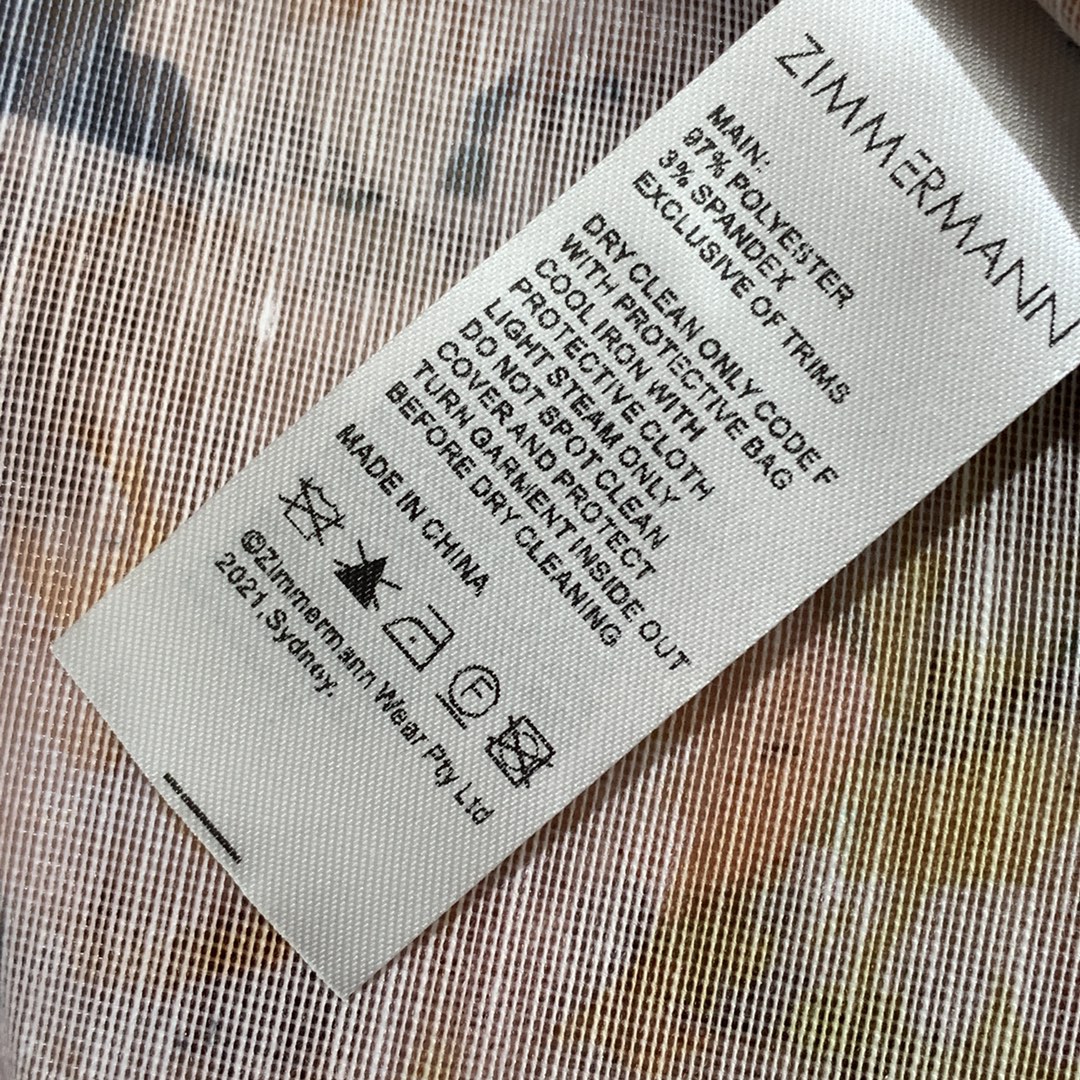 ZIMMERMANN
MAIN:
97% POLYESTER
3% SPANDEX
EXCLUSIVE OF TRIMS
DRY CLEAN ONLY CODE F
WITH PROTECTIVE BAG
COOL IRON WITH
PROTECTIVE CLOTH
LIGHT STEAM ONLY
DO NOT SPOT CLEAN
COVER AND PROTECT
TURN GARMENT INSIDE OUT
BEFORE DRY CLEANING
MADE IN CHINA
F
©Zimmermann Wear Pty Ltd
2021,Sydney.